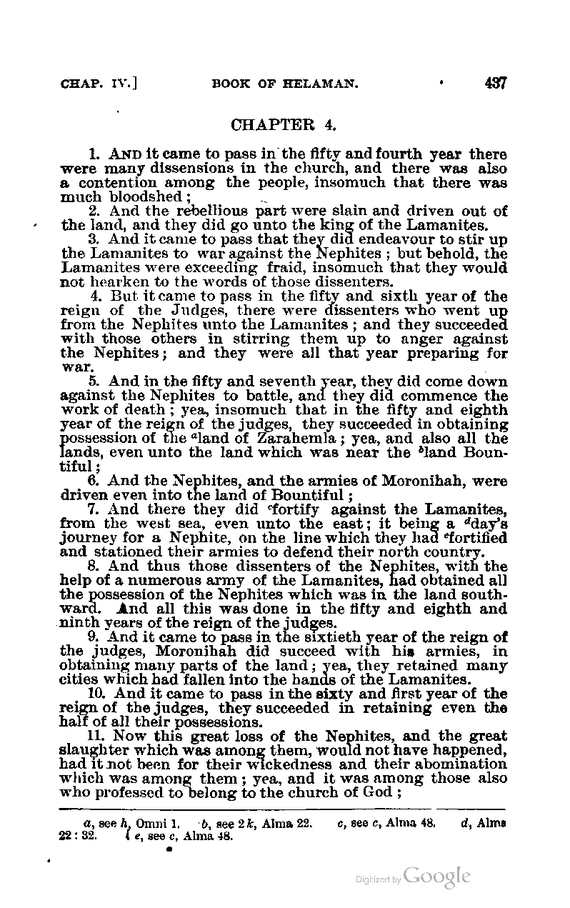 CHAP. IV.] BOOK OF HELAMAN. 437
CHAPTER 4.
1. AND it came to pass in the fifty and fourth year there
were many dissensions in the church, and there was also
a contention among the people, insomuch that there was
much bloodshed;
2. And the rebellious part were slain and driven out of
the land, and they did go unto the king of the Lamanites.
3. And it came to pass that they did endeavour to stir up
the Lamanites to war against the Nephites; but behold, the
Lamanites were exceeding fraid, insomuch that they would
not hearken to the words of those dissenters.
4. But it came to pass in the fifty and sixth year of the
reign of the Judges, there were dissenters who went up
from the Nephites unto the Lamanites; and they succeeded
with those others in stirring them up to anger against
the Nephites; and they were all that year preparing for
war.
5. And in the fifty and seventh year, they did come down
against the Nephites to battle, and they did commence the
work of death; yea, insomuch that in the fifty and eighth
year of the reign of the judges, they succeeded in obtaining
possession of the aland of Zarahemla; yea, and also all the
lands, even unto the land which was near the bland Boun-
tiful;
6. And the Nephites, and the armies of Moronihah, were
driven even into the land of Bountiful;
7. And there they did cfortify against the Lamanites,
from the west sea, even unto the east; it being a dday's
journey for a Nephite, on the line which they had efortified
and stationed their armies to defend their north country.
8. And thus those dissenters of the Nephites, with the
help of a numerous army of the Lamanites, had obtained all
the possession of the Nephites which was in the land south-
ward. And all this was done in the fifty and eighth and
ninth years of the reign of the judges.
9. And it came to pass in the sixtieth year of the reign of
the judges, Moronihah did succeed with his armies, in
obtaining many parts of the land; yea, they retained many
cities which had fallen into the hands of the Lamanites.
10. And it came to pass in the sixty and first year of the
reign of the judges, they succeeded in retaining even the
half of all their possessions.
11. Now this great loss of the Nephites, and the great
slaughter which was among them, would not have happened,
had it not been for their wickedness and their abomination
which was among them; yea, and it was among those also
who professed to belong to the church of God;
a, see h, Omni 1. b, see 2 k, Alma 22. c, see c, Alma 48. d, Alma
22 : 32. e, see c, Alma 48.
Digitized by Google